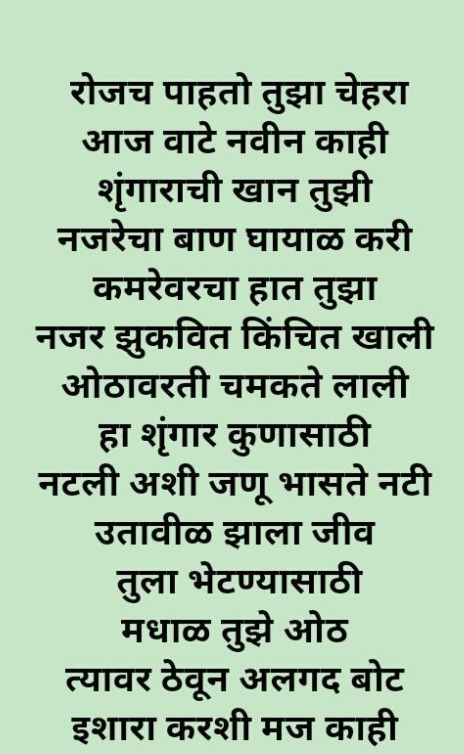 रोजच पाहतो तुझा चेहरा
आज वाटे नवीन काही
शृंगाराची खान तुझी
नजरेचा बाण घायाळ करी
कमरेवरचा हात तुझा
नजर झुकवित किंचित खाली
ओठावरती चमकते लाली
हा शृंगार कुणासाठी
नटली अशी जणू भासते नटी
उतावीळ झाला जीव
तुला भेटण्यासाठी
मधाळ तुझे ओठ
त्यावर ठेवून अलगद बोट
इशारा करशी मज काही